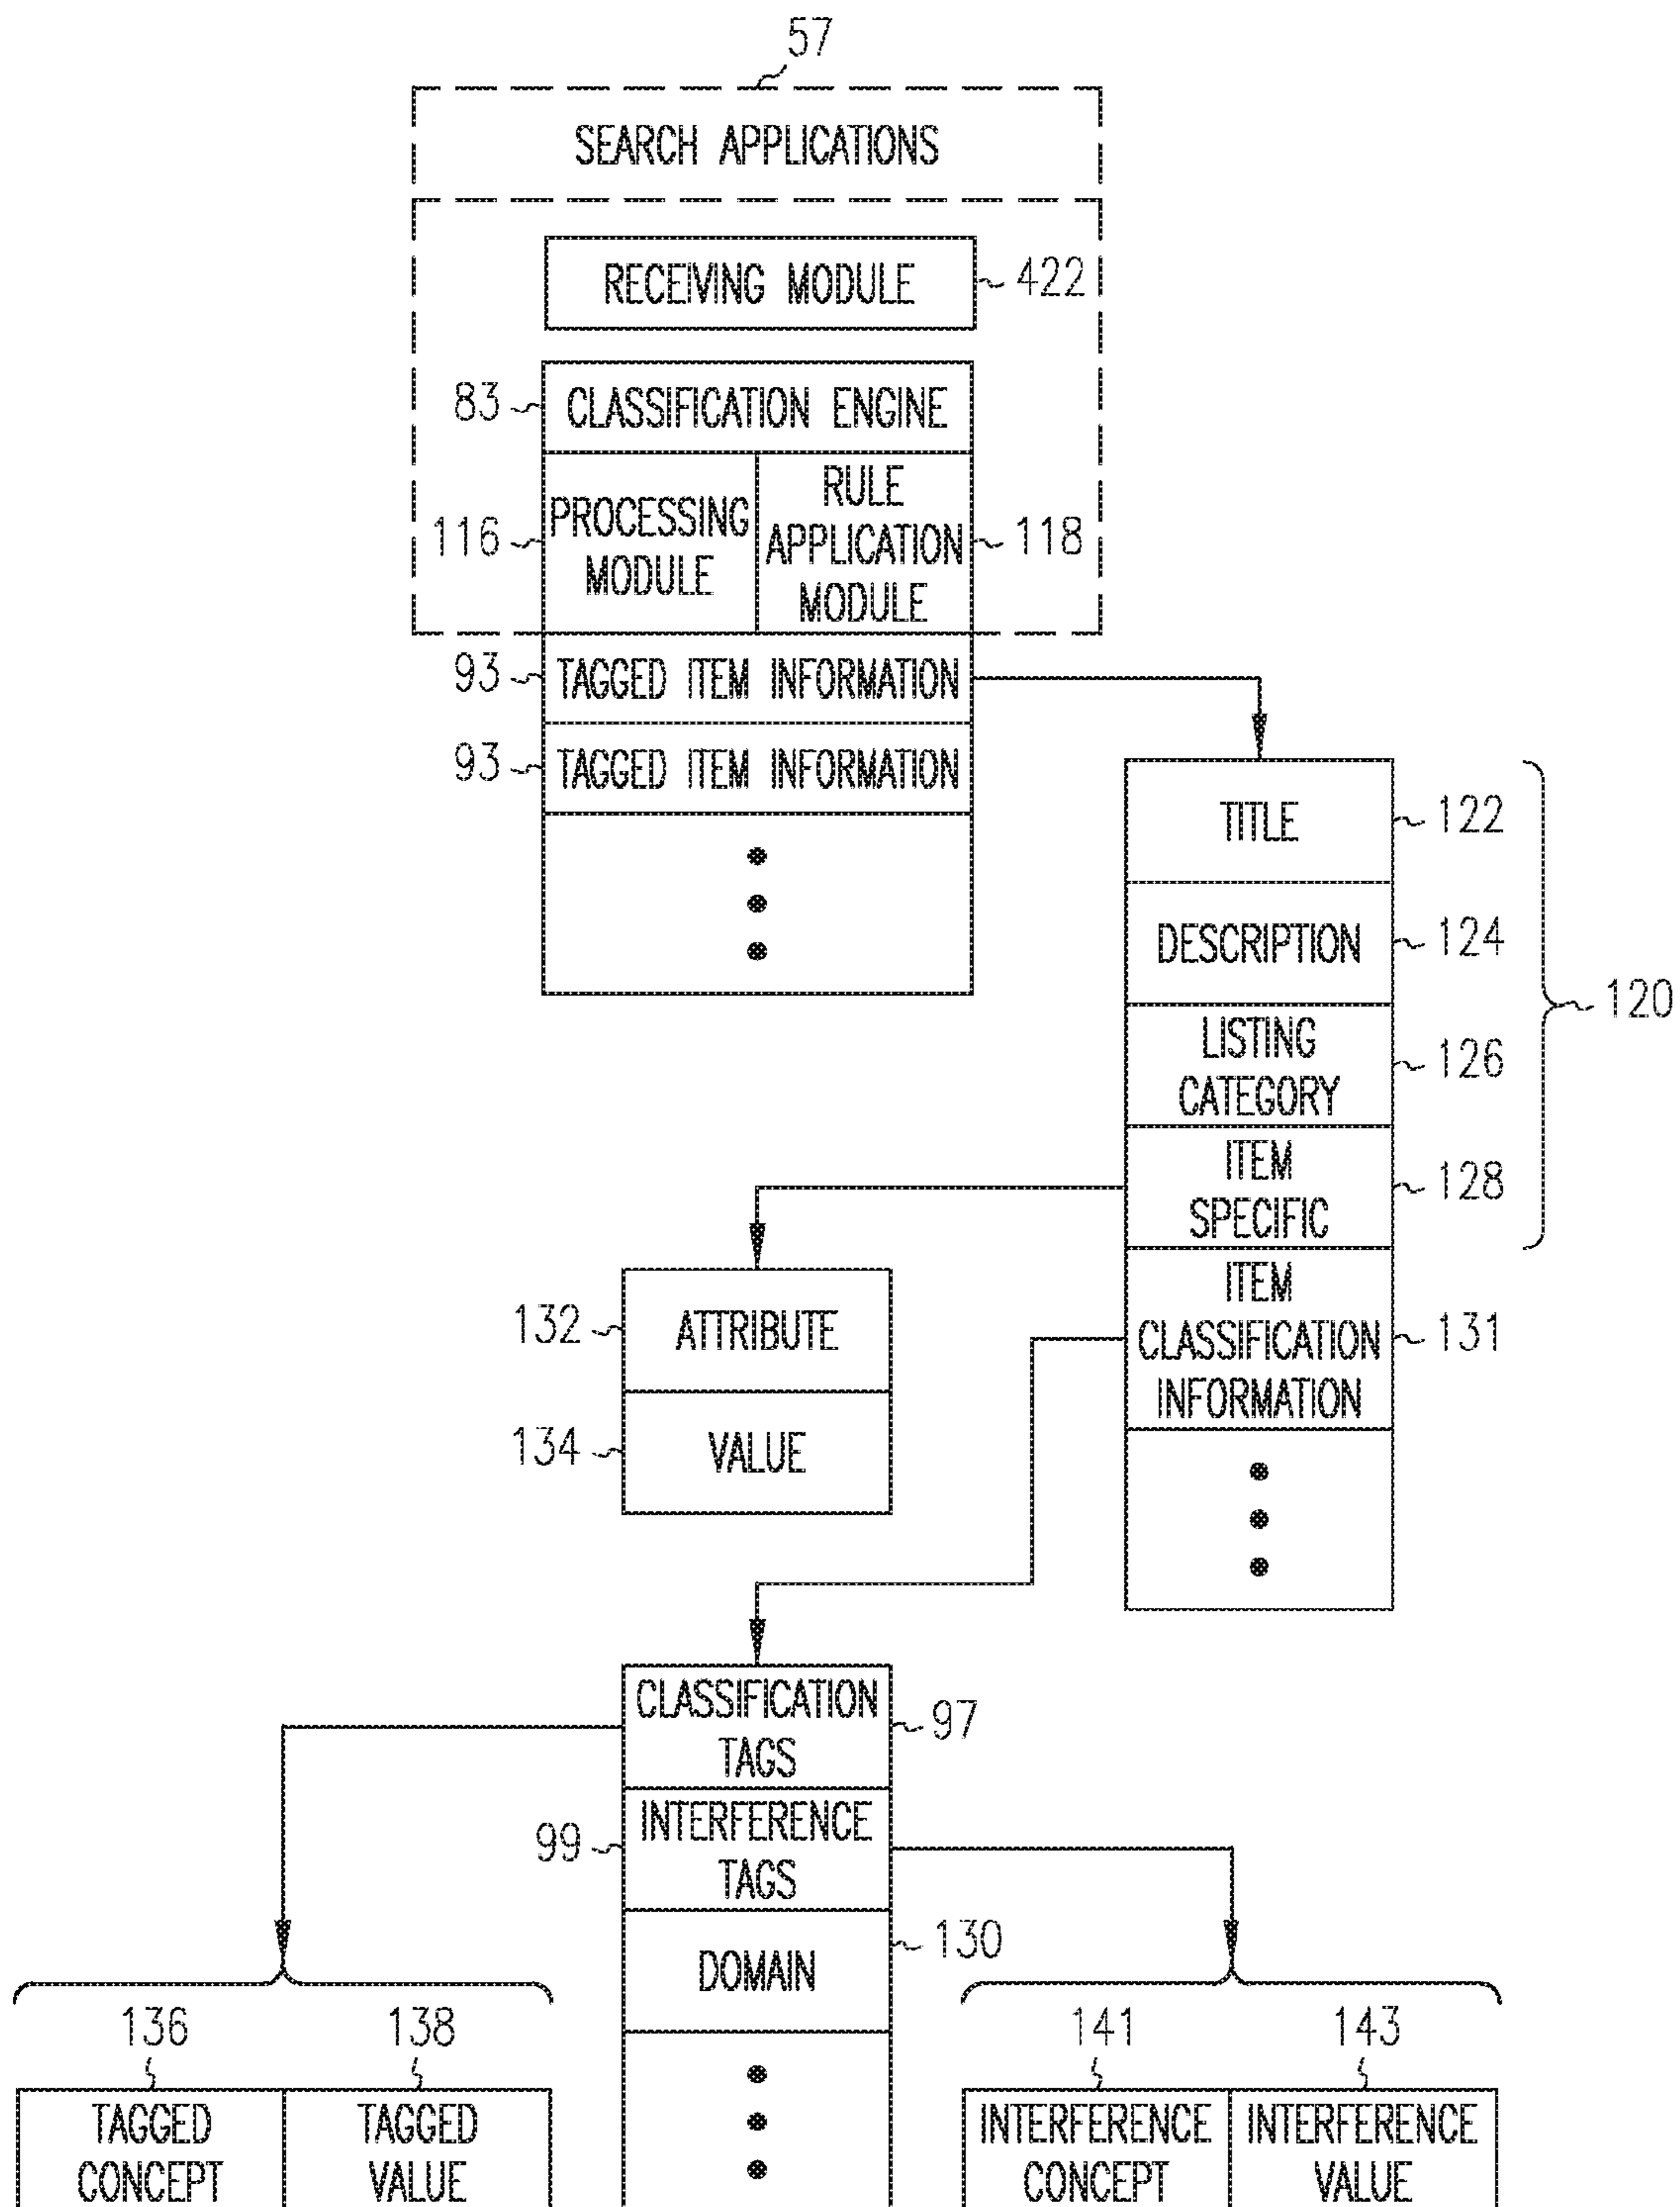 57
SEARCH APPLICATIONS
RECEIVING MODULE
422
83
CLASSIFICATION ENGINE
116
PROCESSING
MODULE
RULE
APPLICATION
MODULE
118
93
TAGGED ITEM INFORMATION
93
TAGGED ITEM INFORMATION
TITLE
122
DESCRIPTION
124
120
LISTING
CATEGORY
126
ITEM
SPECIFIC
128
ITEM
CLASSIFICATION
INFORMATION
131
132
ATTRIBUTE
134
VALUE
CLASSIFICATION
TAGS
97
99
INTERFERENCE
TAGS
DOMAIN
130
136
138
TAGGED
CONCEPT
TAGGED
VALUE
141
143
INTERFERENCE
CONCEPT
INTERFERENCE
VALUE